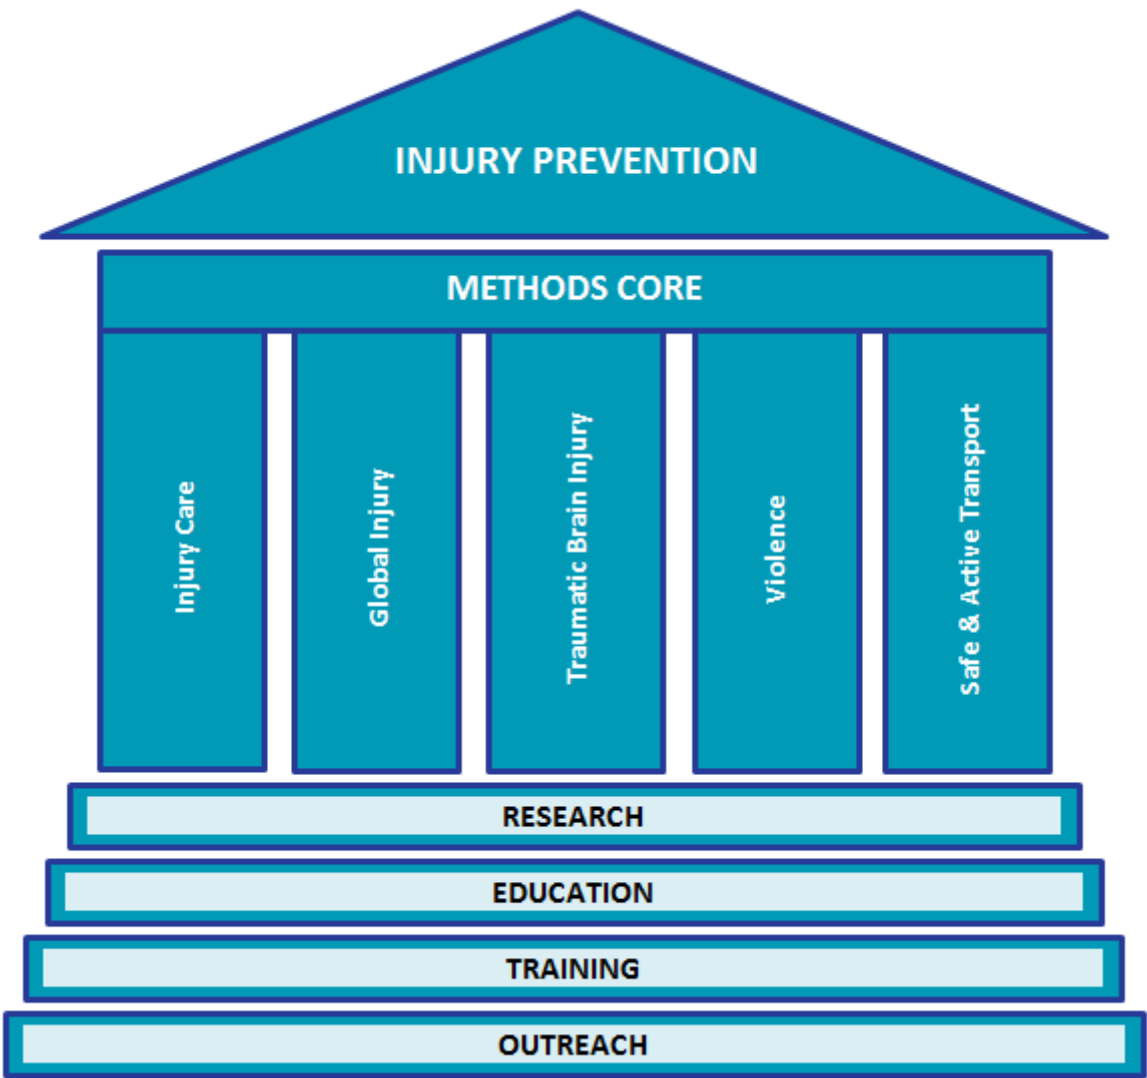 INJURY PREVENTION
METHODS CORE
Injury Care
Global Injury
Traumatic Brain Injury
Violence
Safe & Active Transport
RESEARCH
EDUCATION
TRAINING
OUTREACH